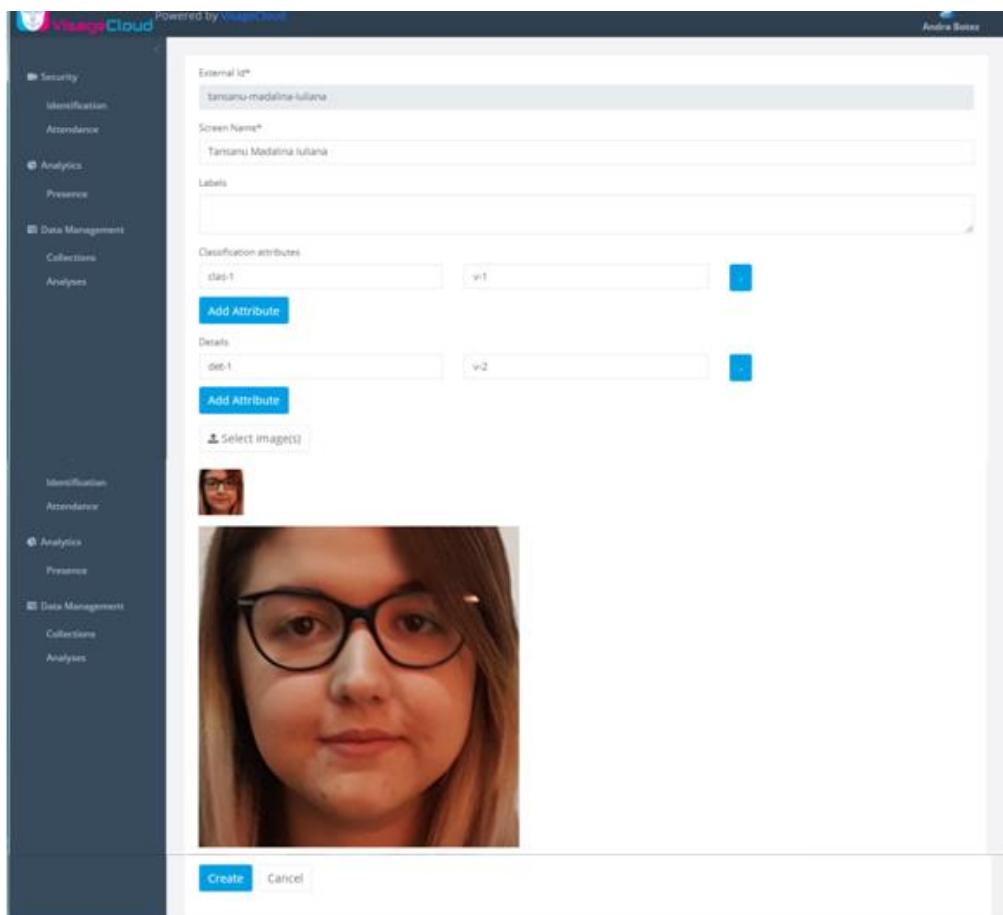 VisageCloud
Powered by VisageCloud
Andra Botez
Security
Identification
Attendance
Analytics
Presence
Data Management
Collections
Analyses
External Id*
tansanu-madalina-iuliana
Screen Name*
Tansanu Madalina Iuliana
Labels
Classification attributes
clas-1
v-1
-
Add Attribute
Details
det-1
v-2
-
Add Attribute
Select image(s)
Identification
Attendance
Analytics
Presence
Data Management
Collections
Analyses
Create
Cancel